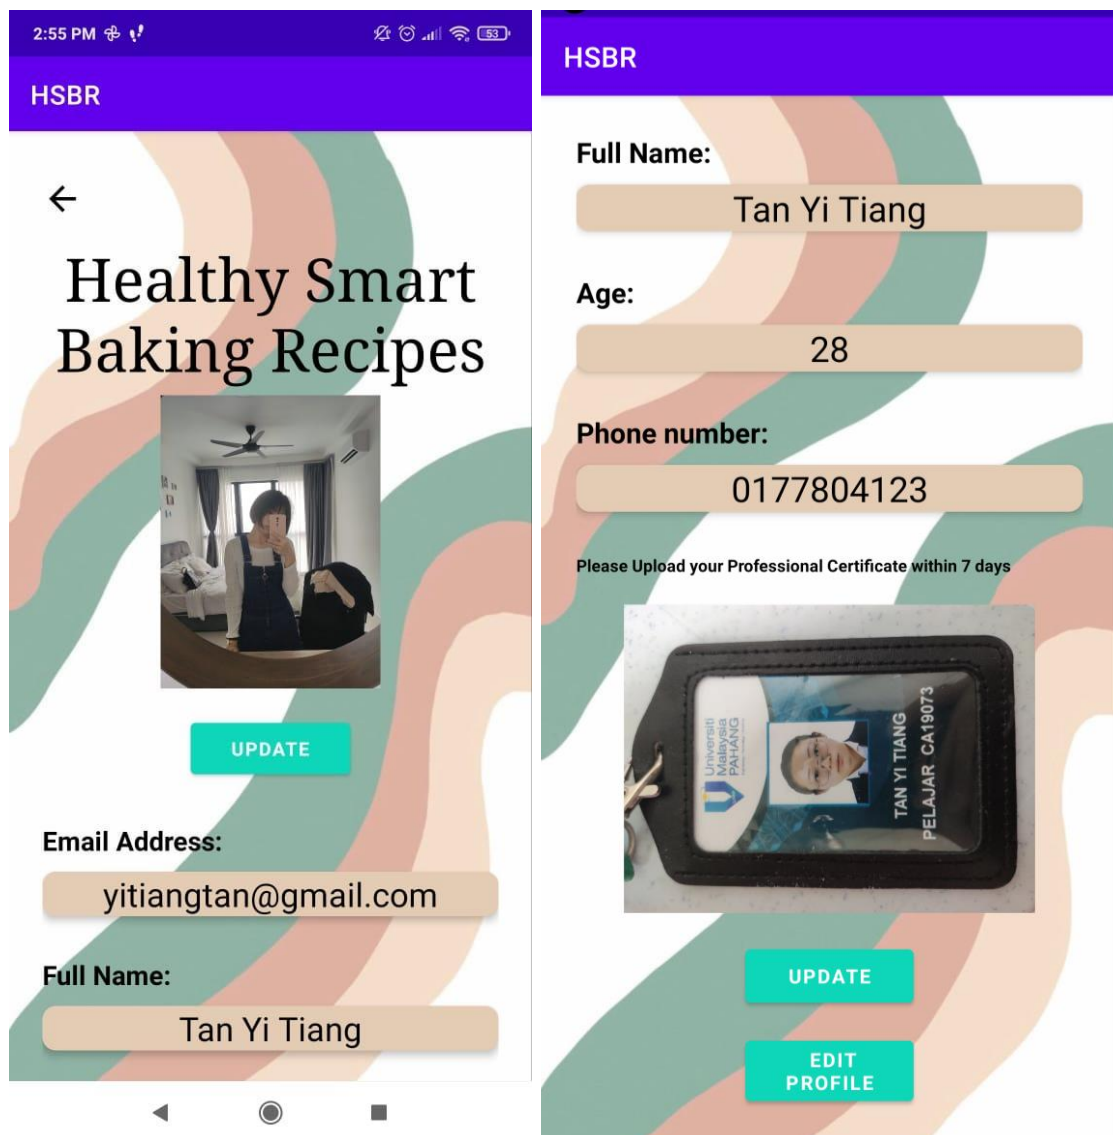 2:55 PM
53
HSBR
Healthy Smart
Baking Recipes
UPDATE
Email Address:
yitiangtan@gmail.com
Full Name:
Tan Yi Tiang
HSBR
Full Name:
Tan Yi Tiang
Age:
28
Phone number:
0177804123
Please Upload your Professional Certificate within 7 days
Universiti
Malaysia
PAHANG
TAN YI TIANG
PELAJAR CA19073
UPDATE
EDIT
PROFILE